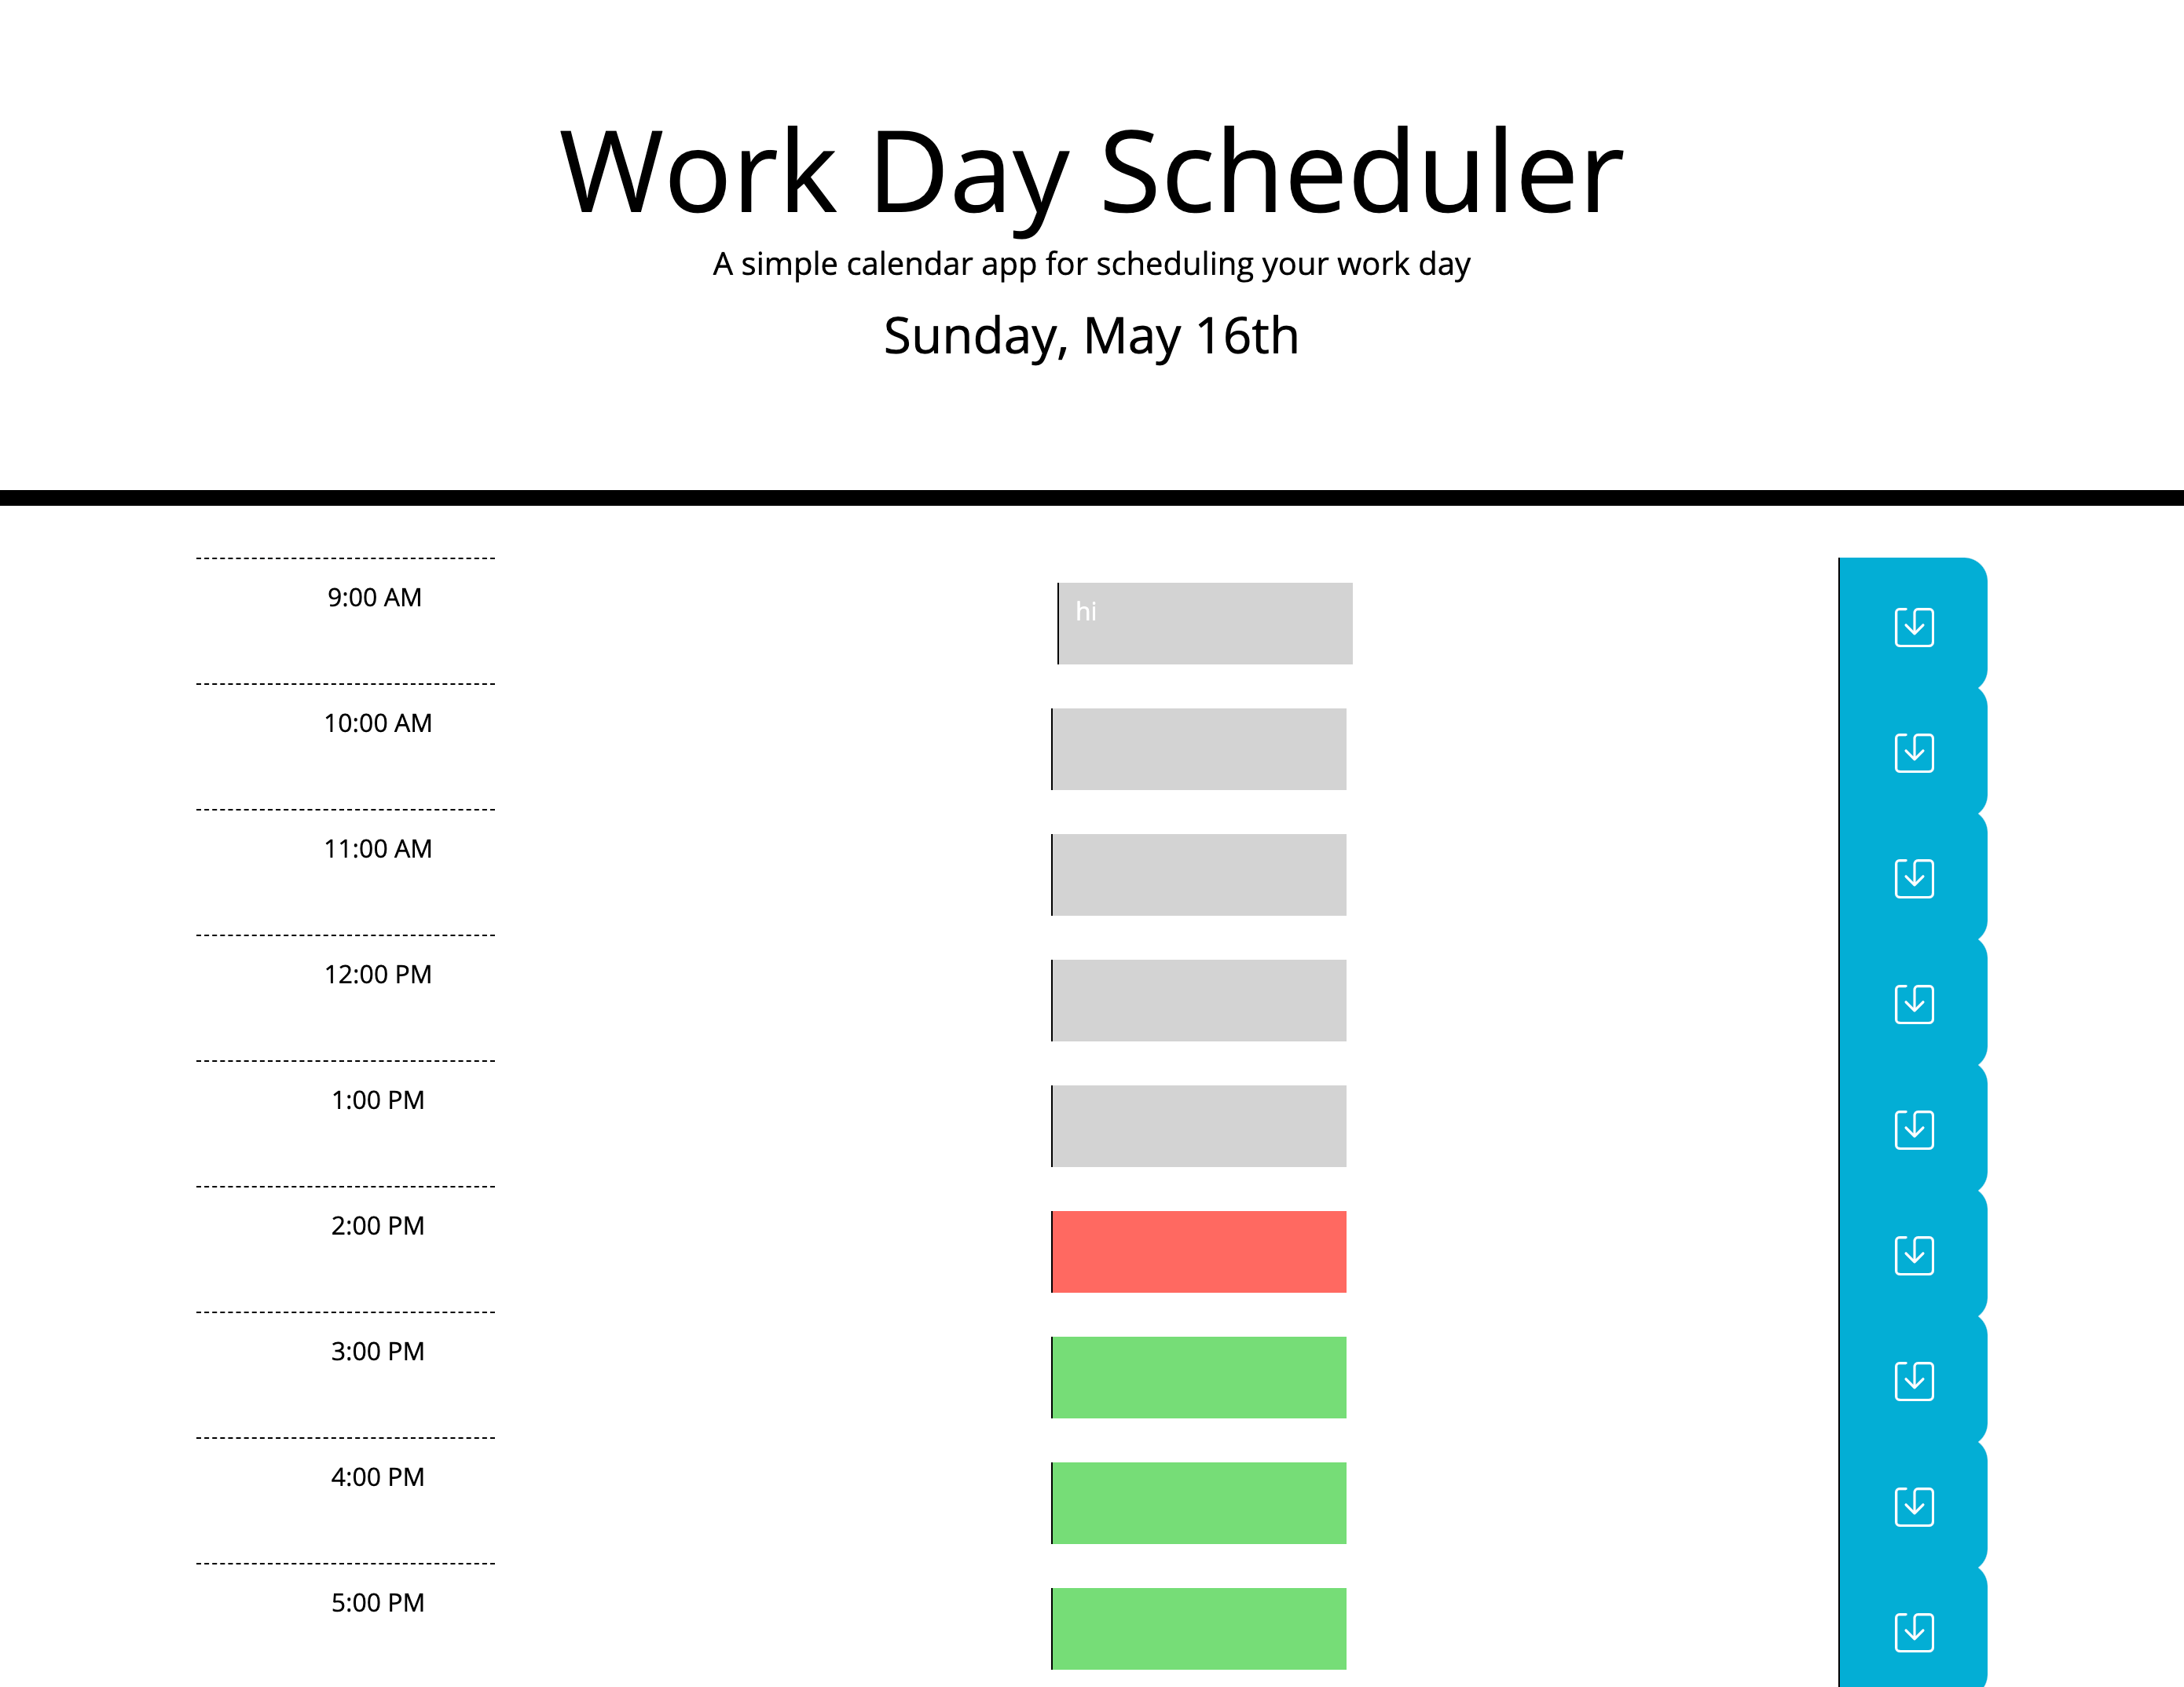 Work Day Scheduler
A simple calendar app for scheduling your work day
Sunday, May 16th
9:00 AM
hi
10:00 AM
11:00 AM
12:00 PM
1:00 PM
2:00 PM
3:00 PM
4:00 PM
5:00 PM